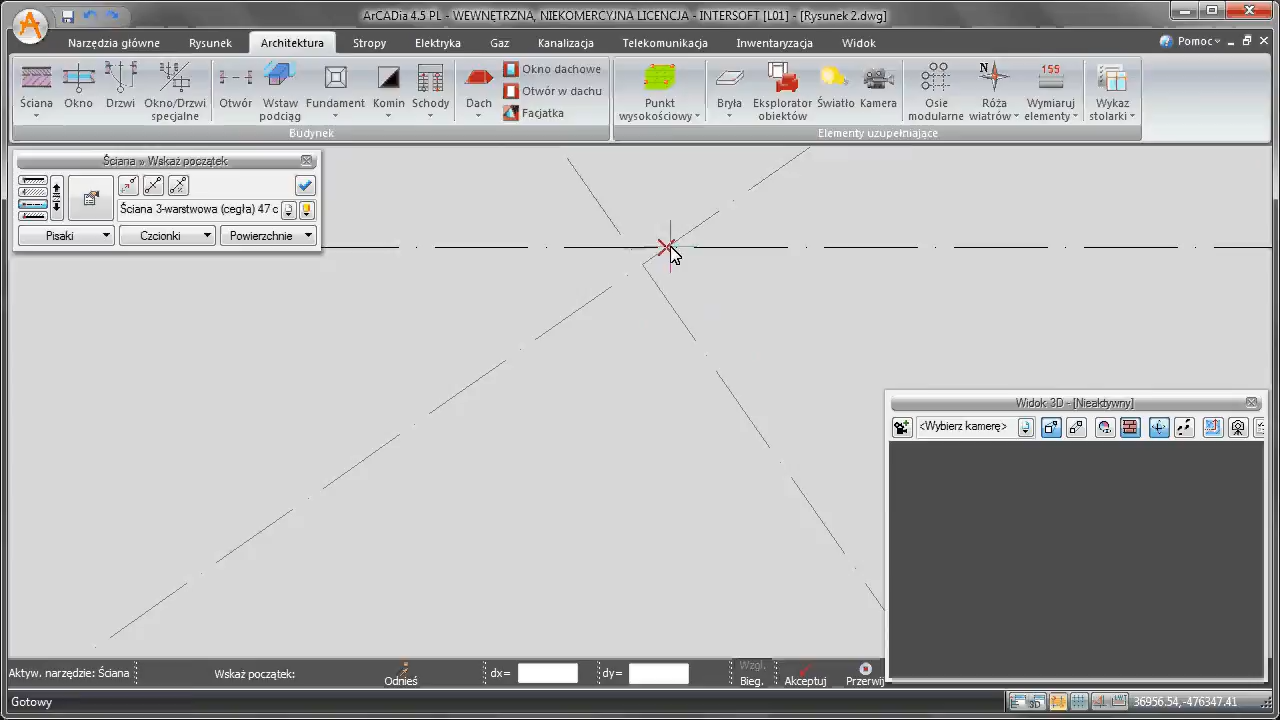 ArCADia 4.5 PL - WEWNĘTRZNA, NIEKOMERCYJNA LICENCJA - INTERSOFT [L01] - [Rysunek 2.dwg]
Narzędzia główne Rysunek Architektura Stropy Elektryka Gaz Kanalizacja Telekomunikacja Inwentaryzacja Widok Pomoc
Ściana Okno Drzwi Okno/Drzwi specjalne Otwór Wstaw podciąg Fundament Komin Schody Dach Okno dachowe
Otwór w dachu
Facjatka
Punkt wysokościowy Bryła Eksplorator obiektów Światło Kamera Osie modularne Róża wiatrów Wymiaruj elementy Wykaz stolarki
N
155
Budynek Elementy uzupełniające
Ściana » Wskaż początek
Ściana 3-warstwowa (cegła) 47 c
Pisaki Czcionki Powierzchnie
Widok 3D - [Nieaktywny]
<Wybierz kamerę>
Aktyw. narzędzie: Ściana Wskaż początek: Odnieś dx= dy= Wzgl. Bieg. Akceptuj Przerwij
Gotowy 3D 36956.54,-476347.41